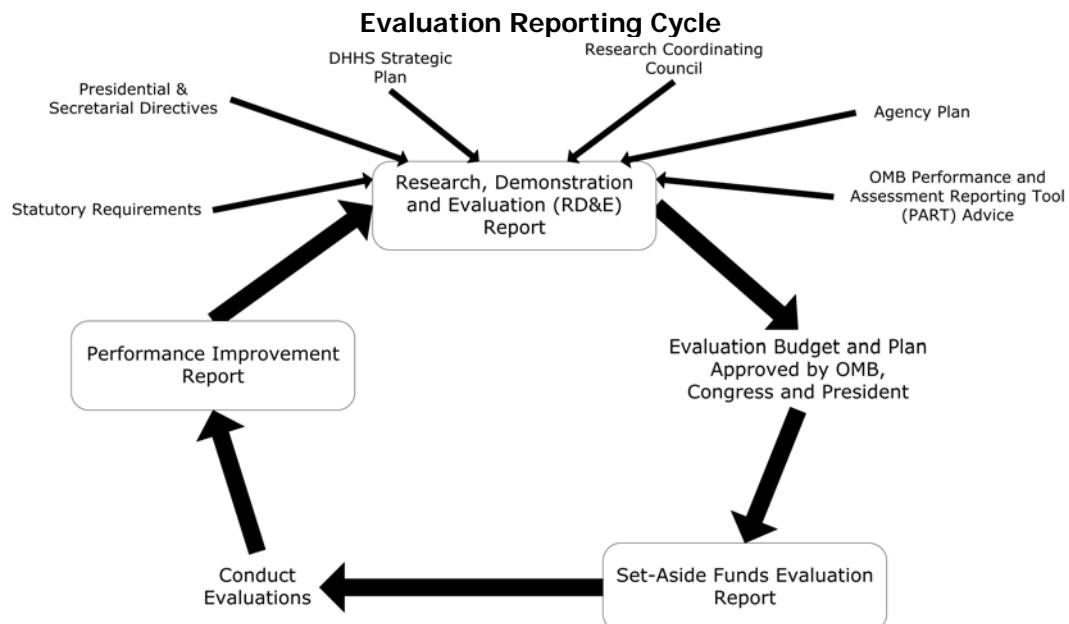 Evaluation Reporting Cycle
DHHS Strategic
Plan
Research Coordinating
Council
Presidential &
Secretarial Directives
Agency Plan
Statutory Requirements
Research, Demonstration
and Evaluation (RD&E)
Report
OMB Performance and
Assessment Reporting Tool
(PART) Advice
Performance Improvement
Report
Evaluation Budget and Plan
Approved by OMB,
Congress and President
Conduct
Evaluations
Set-Aside Funds Evaluation
Report